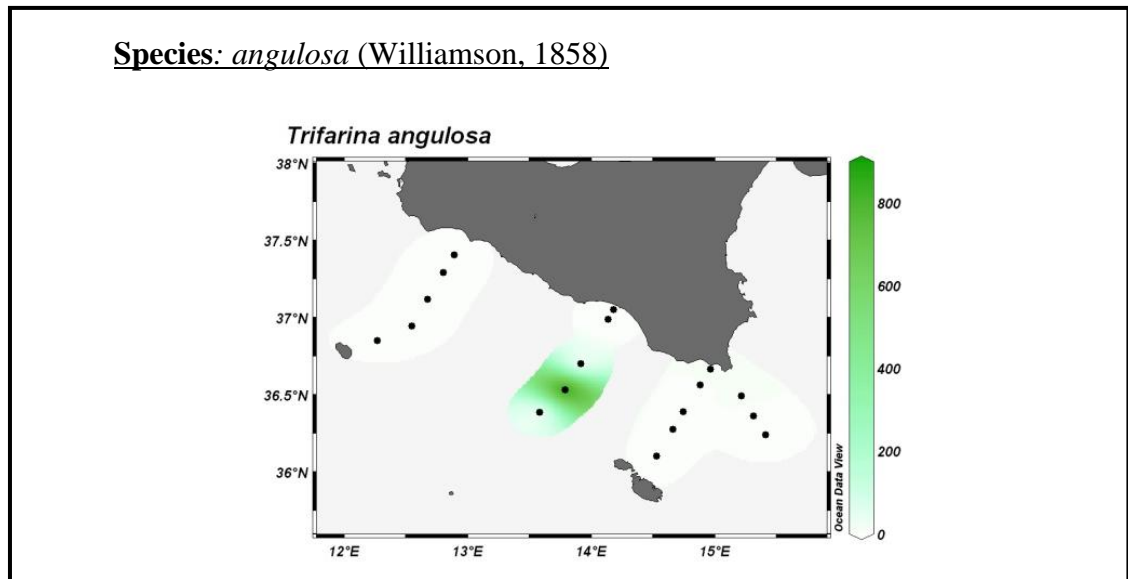 Species: angulosa (Williamson, 1858)
Trifarina angulosa
38°N
37.5°N
37°N
36.5°N
36°N
12°E 13°E 14°E 15°E
800
600
400
200
0
Ocean Data View